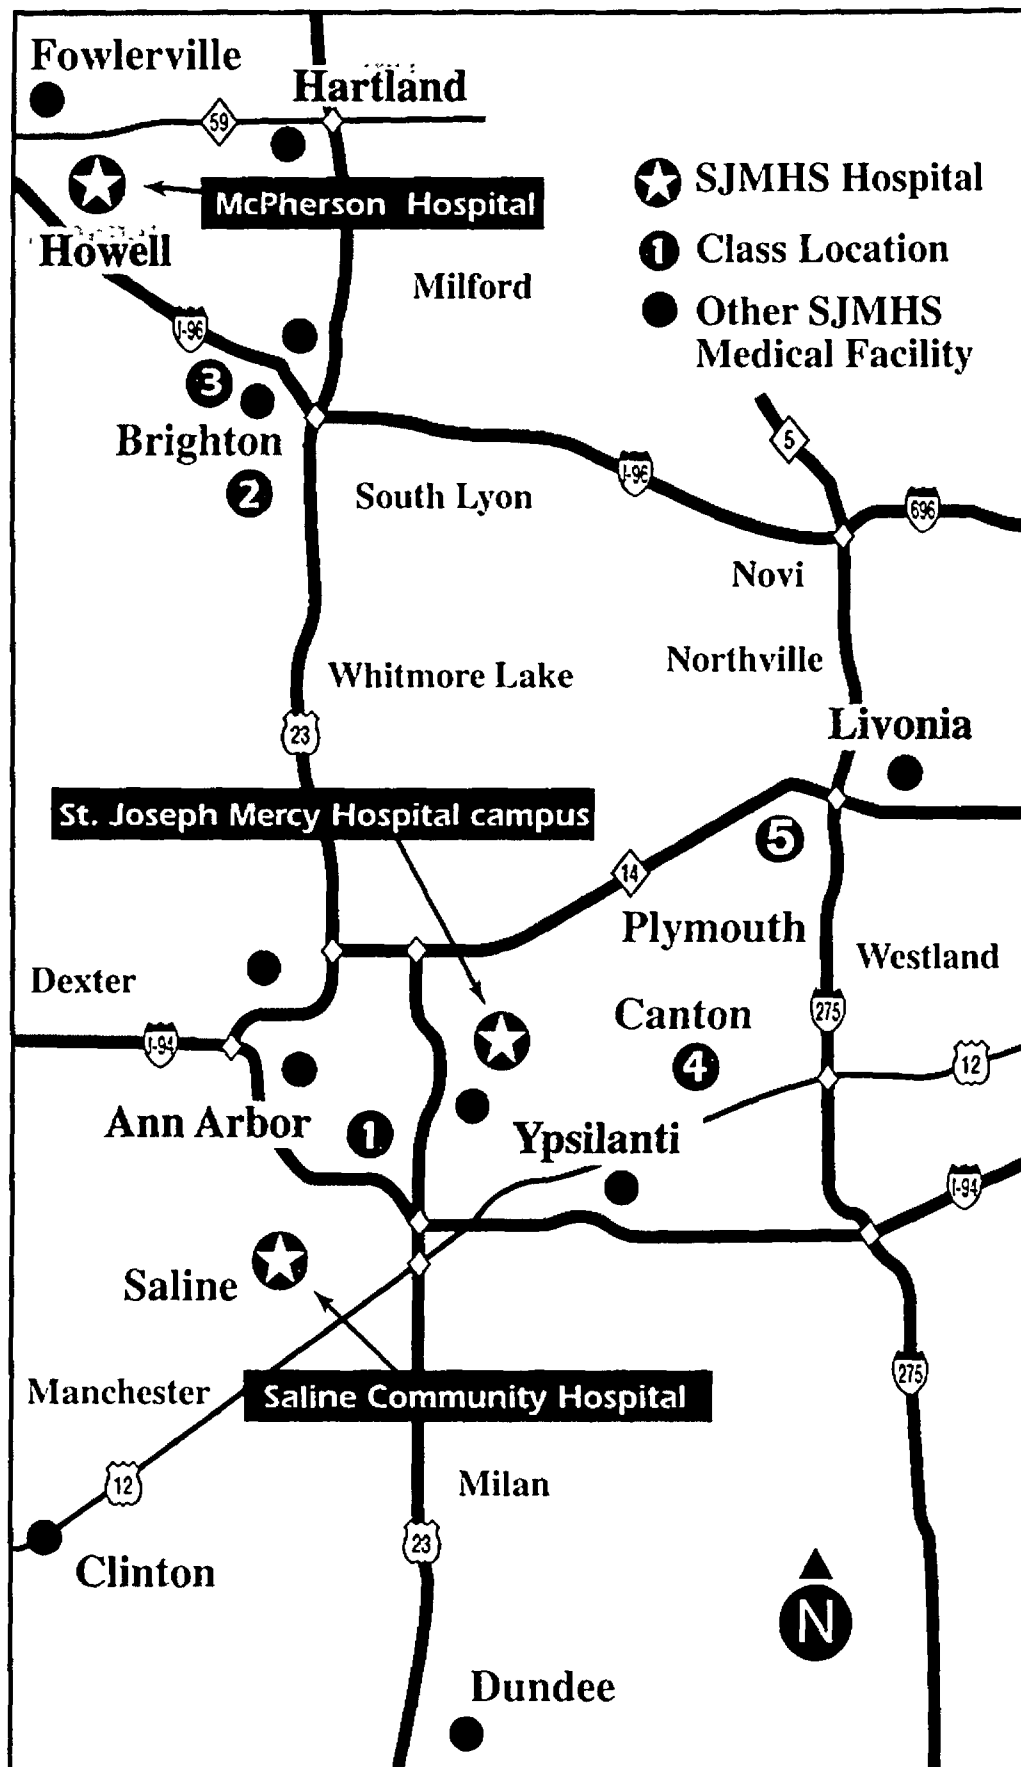 Fowlerville
Hartland
59
McPherson Hospital
Howell
Milford
SJMHS Hospital
1 Class Location
Other SJMHS
Medical Facility
I-96
3
Brighton
2
South Lyon
I-96
5
696
Novi
Northville
Whitmore Lake
23
Livonia
St. Joseph Mercy Hospital campus
5
14
Plymouth
Westland
Dexter
Canton
275
I-94
4
12
Ann Arbor
1
Ypsilanti
I-94
Saline
275
Manchester
Saline Community Hospital
12
Milan
23
Clinton
N
Dundee